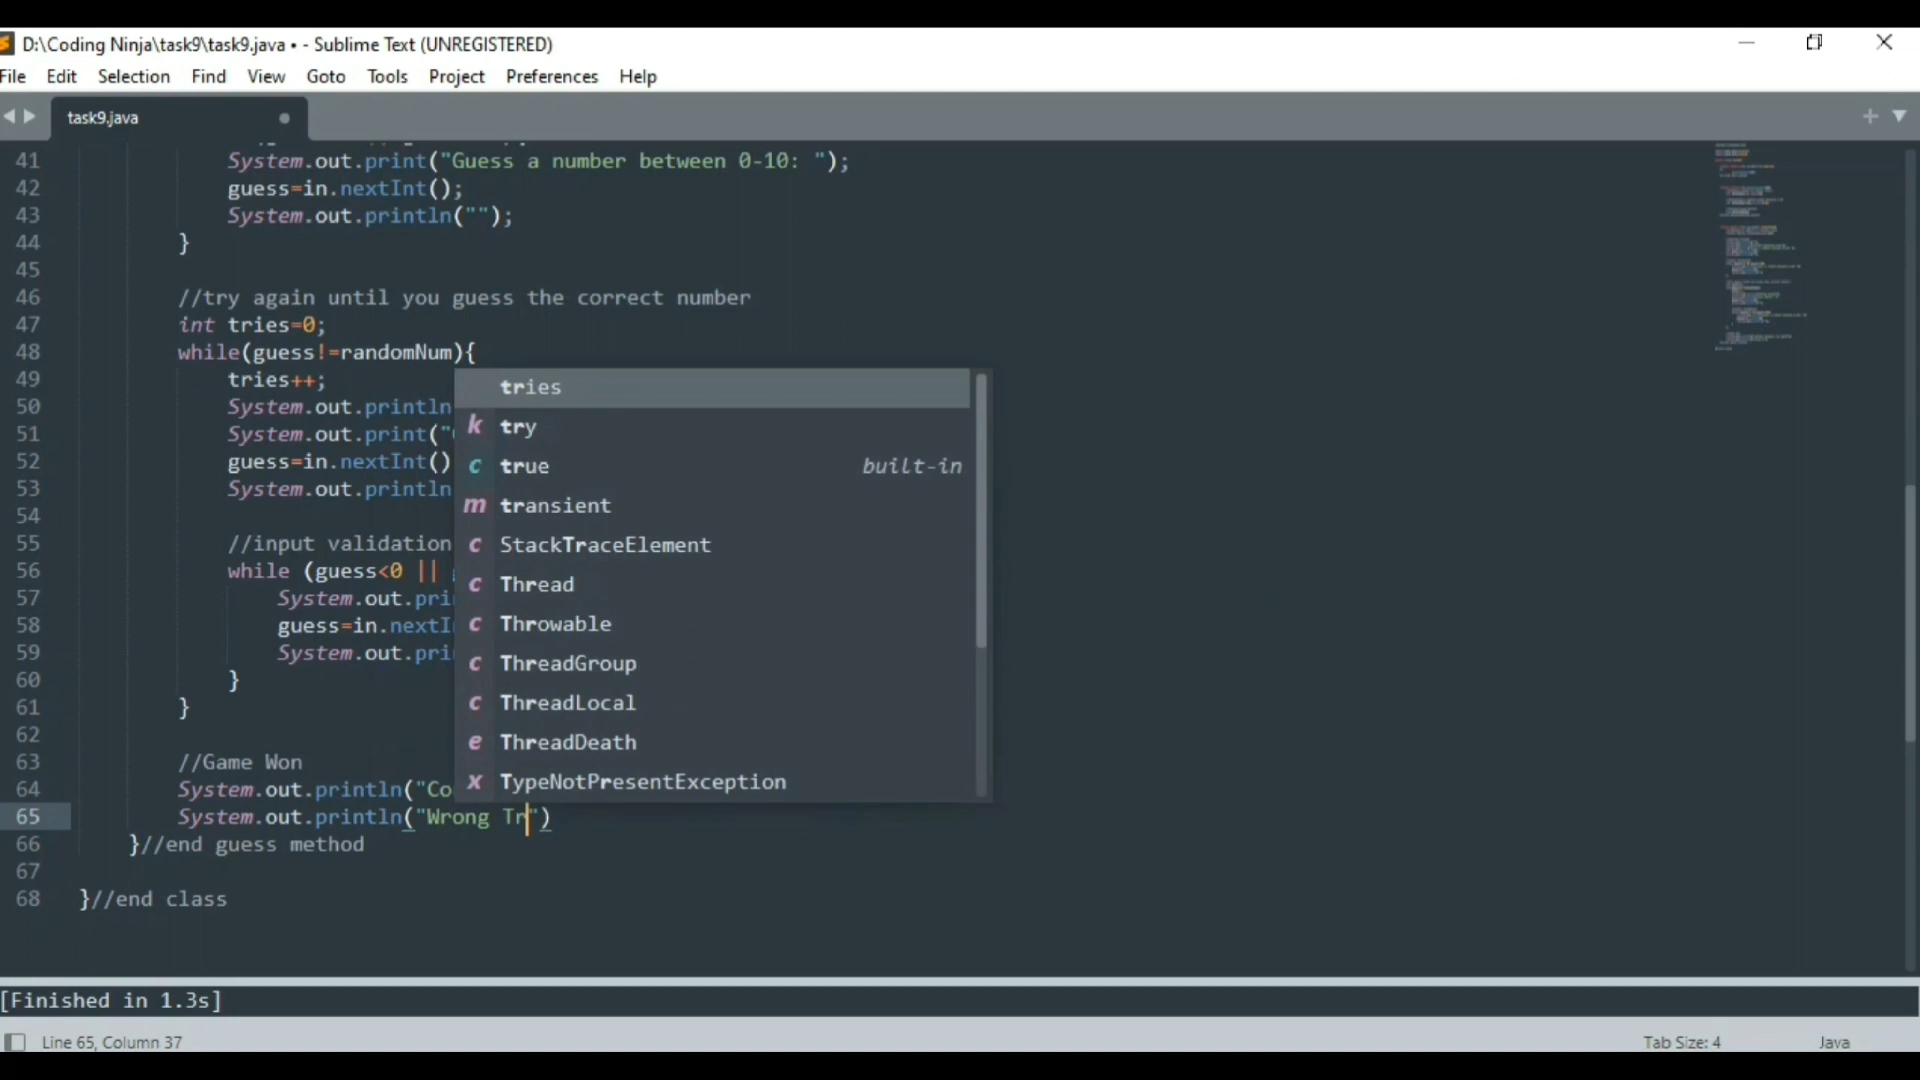 D:\Coding Ninja\task9\task9.java • - Sublime Text (UNREGISTERED)
File Edit Selection Find View Goto Tools Project Preferences Help
task9.java
41 System.out.print("Guess a number between 0-10: ");
42 guess=in.nextInt();
43 System.out.println("");
44 }
45
46 //try again until you guess the correct number
47 int tries=0;
48 while(guess!=randomNum){
49 tries++;
tries
50 System.out.println
k try
51 System.out.print("
52 guess=in.nextInt()
c true built-in
53 System.out.println
m transient
54
55 //input validation
c StackTraceElement
56 while (guess<0 ||
c Thread
57 System.out.pri
58 guess=in.nextI
c Throwable
59 System.out.pri
c ThreadGroup
60 }
61 }
c ThreadLocal
62
e ThreadDeath
63 //Game Won
x TypeNotPresentException
64 System.out.println("Co
65 System.out.println("Wrong Tr")
66 }//end guess method
67
68 }//end class
[Finished in 1.3s]
Line 65, Column 37 Tab Size: 4 Java